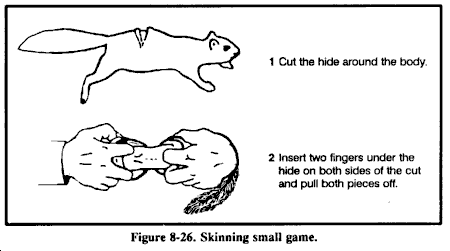 1 Cut the hide around the body.
2 Insert two fingers under the
hide on both sides of the cut
and pull both pieces off.
Figure 8-26. Skinning small game.